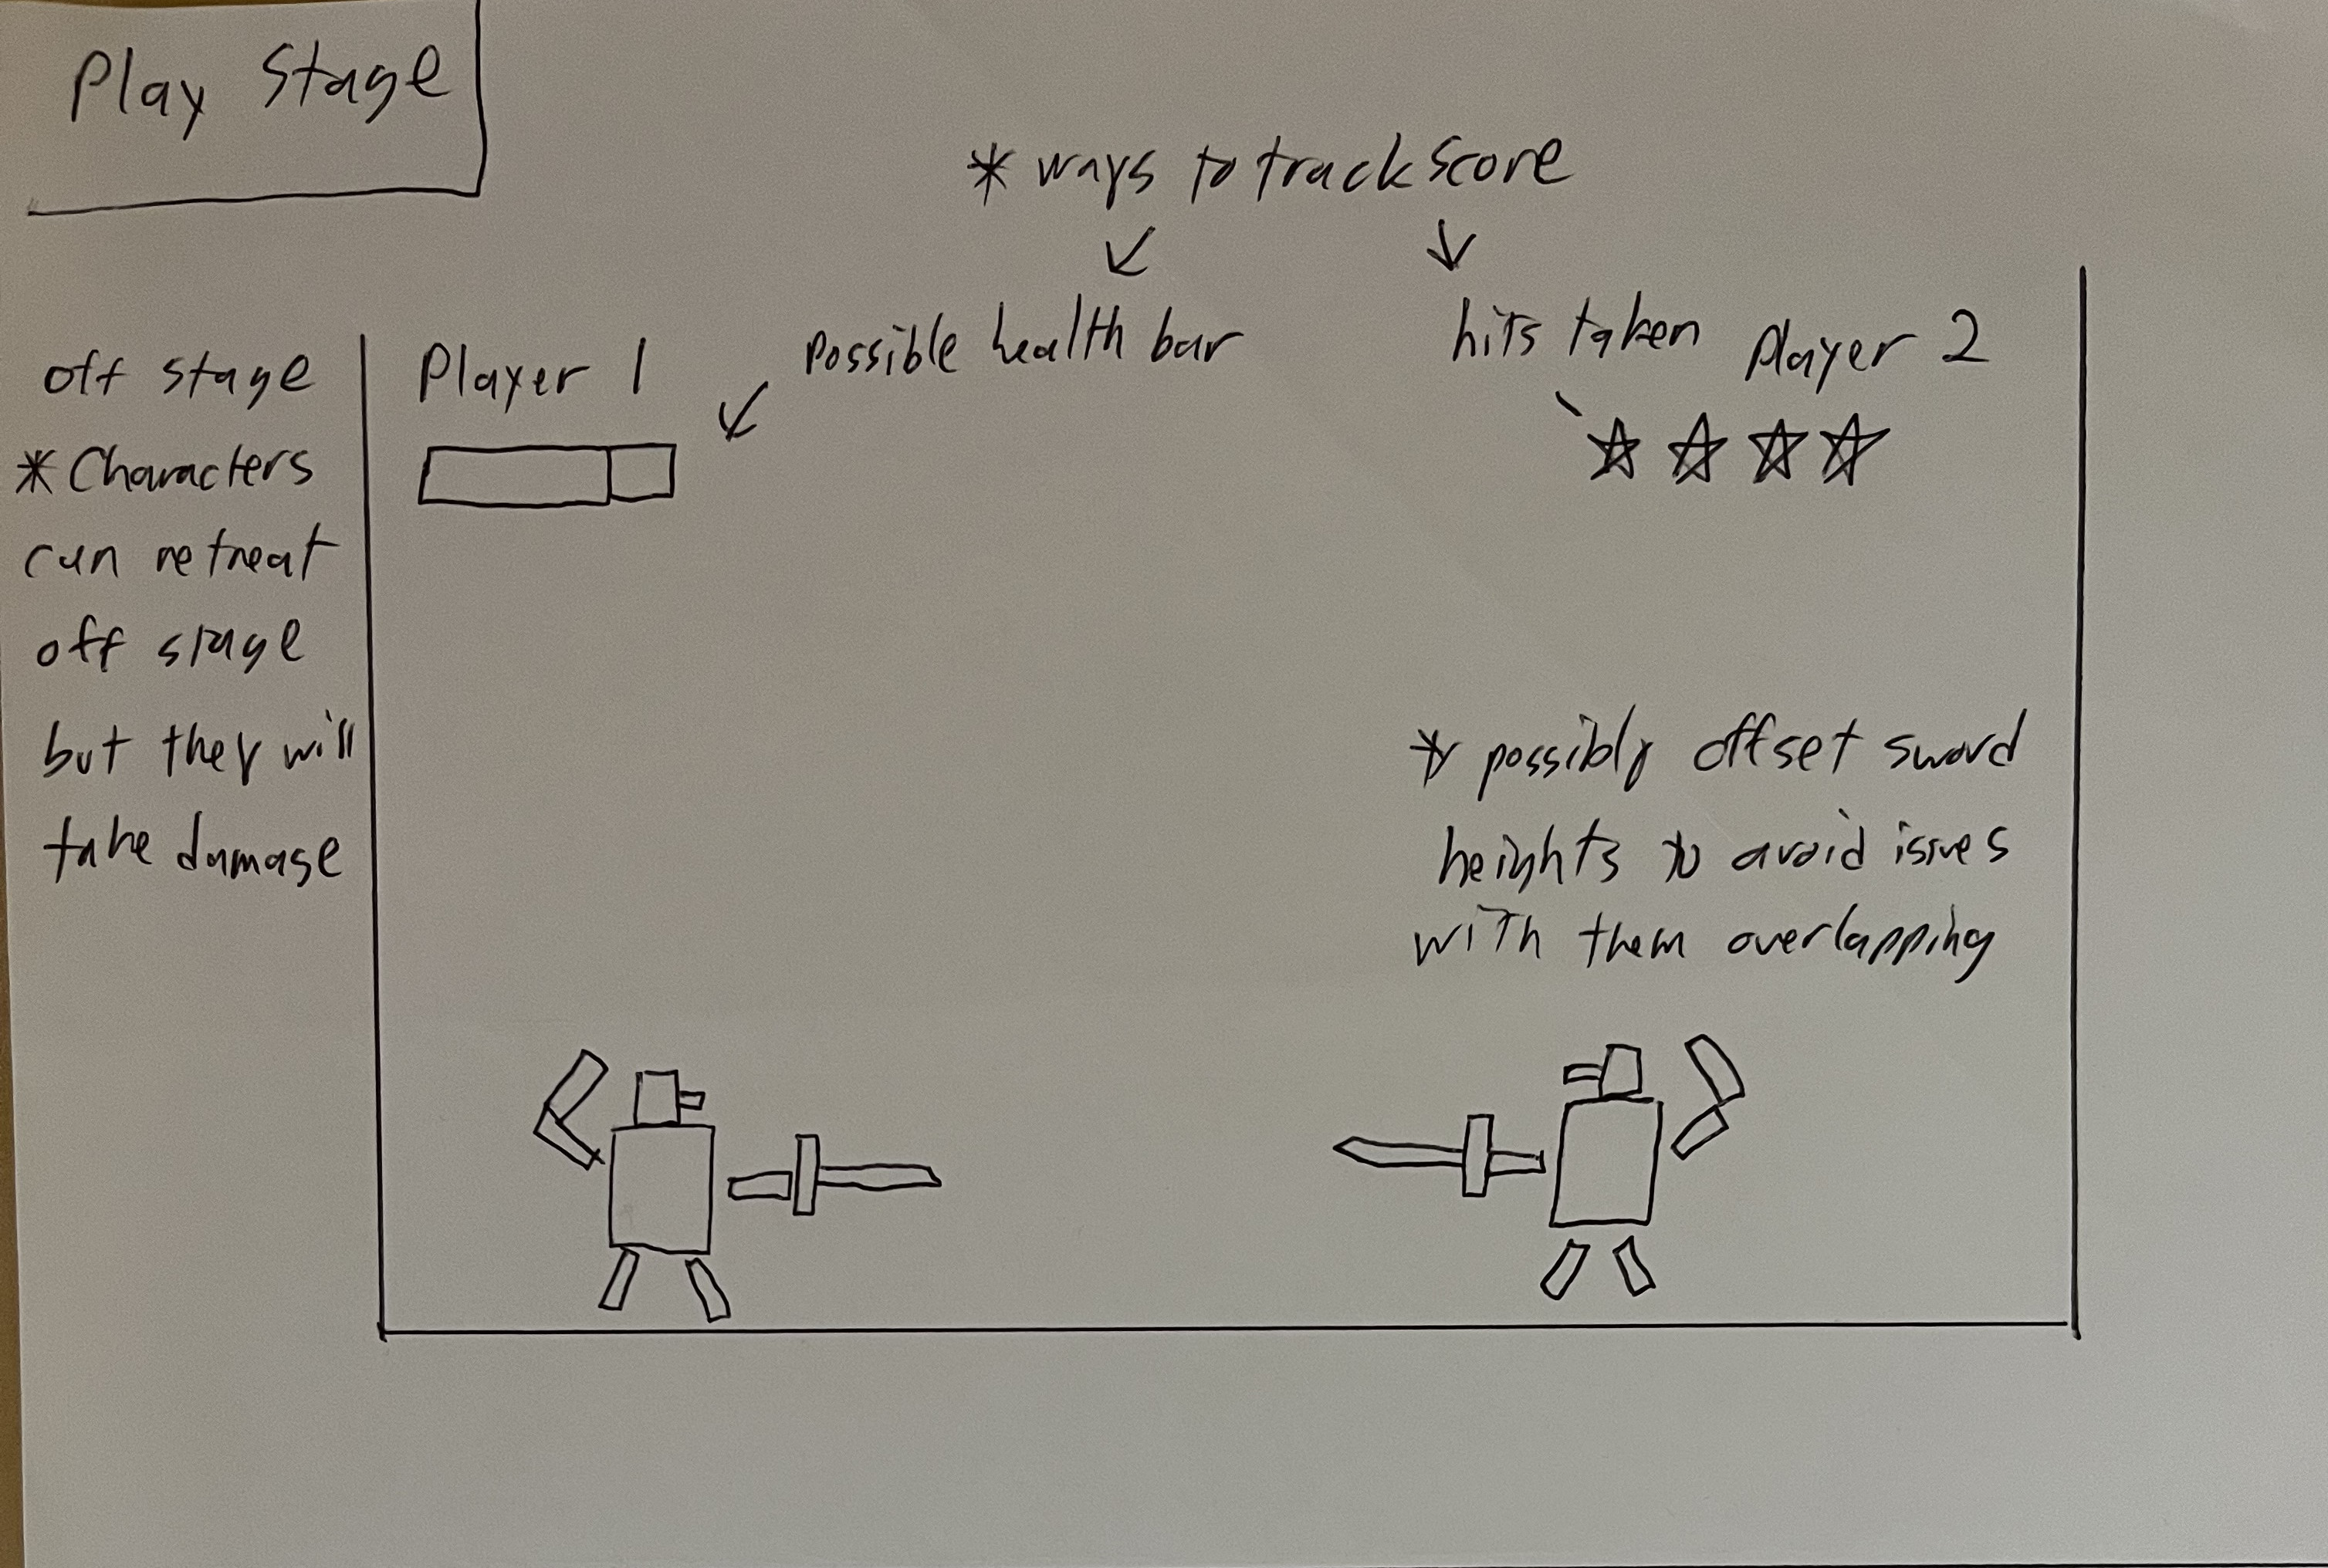 Play Stage
* ways to track score
possible health bar
hits taken
Player 1
Player 2
off stage
* Characters
can retreat
off stage
but they will
take damage
* possibly offset sword
heights to avoid issues
with them overlapping